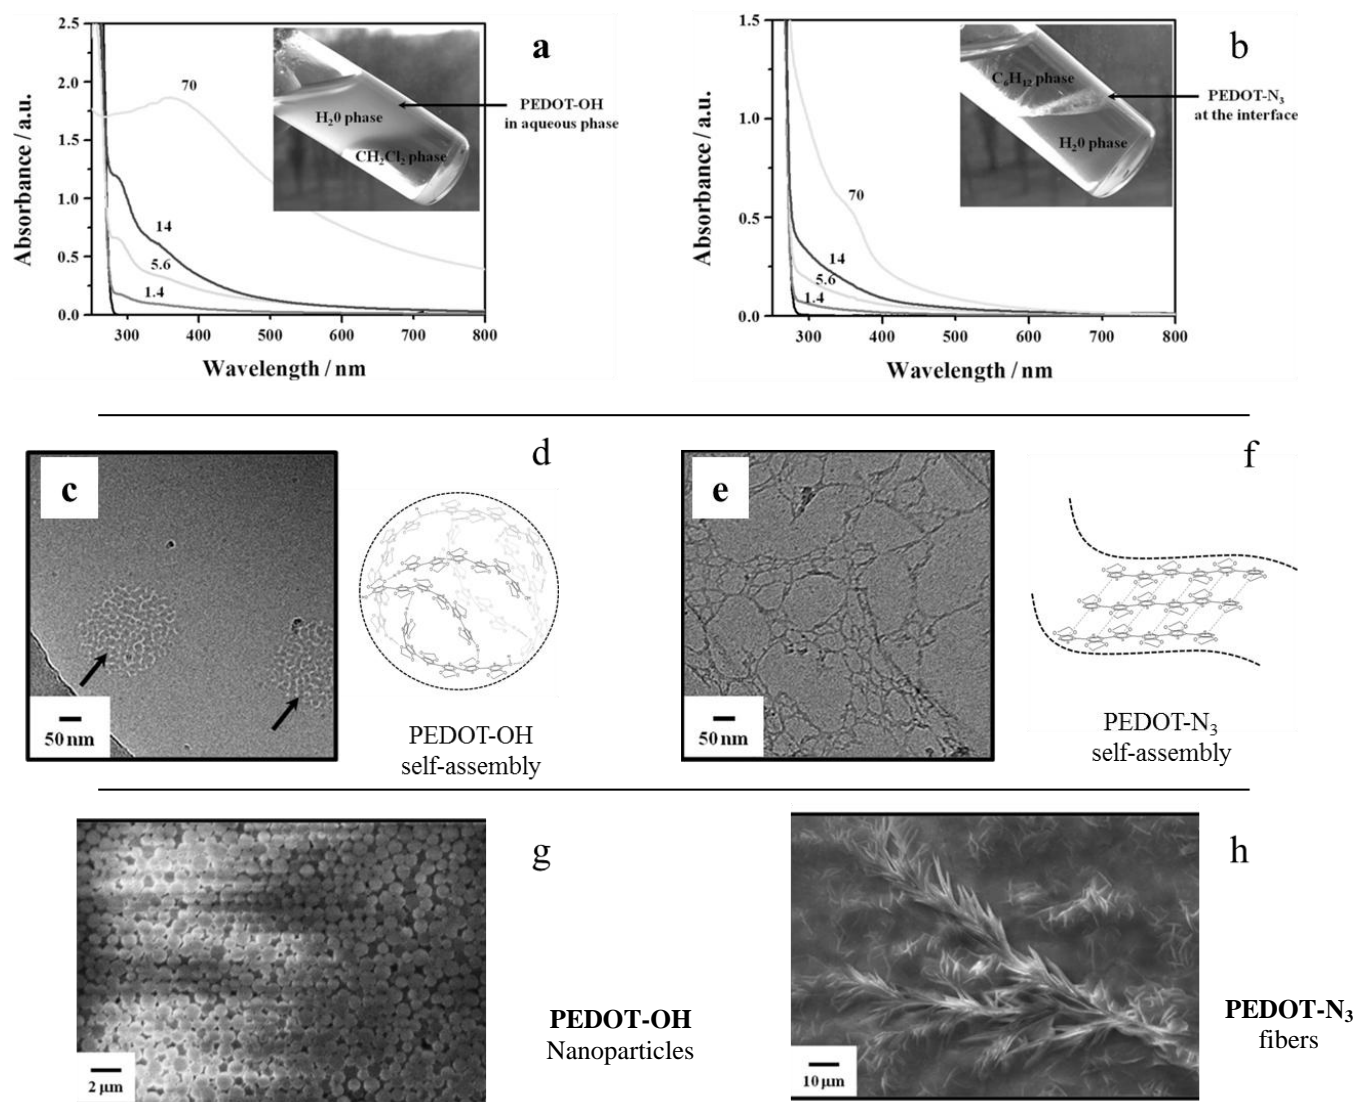 a
2.5
2.0
1.5
1.0
0.5
0.0
Absorbance / a.u.
300 400 500 600 700 800
Wavelength / nm
70
14
5.6
1.4
H20 phase
CH2Cl2 phase
PEDOT-OH
in aqueous phase
b
1.5
1.0
0.5
0.0
Absorbance / a.u.
300 400 500 600 700 800
Wavelength / nm
70
14
5.6
1.4
C6H12 phase
H20 phase
PEDOT-N3
at the interface
c
50 nm
d
PEDOT-OH
self-assembly
e
50 nm
f
PEDOT-N3
self-assembly
g
2 μm
PEDOT-OH
Nanoparticles
h
10 μm
PEDOT-N3
fibers